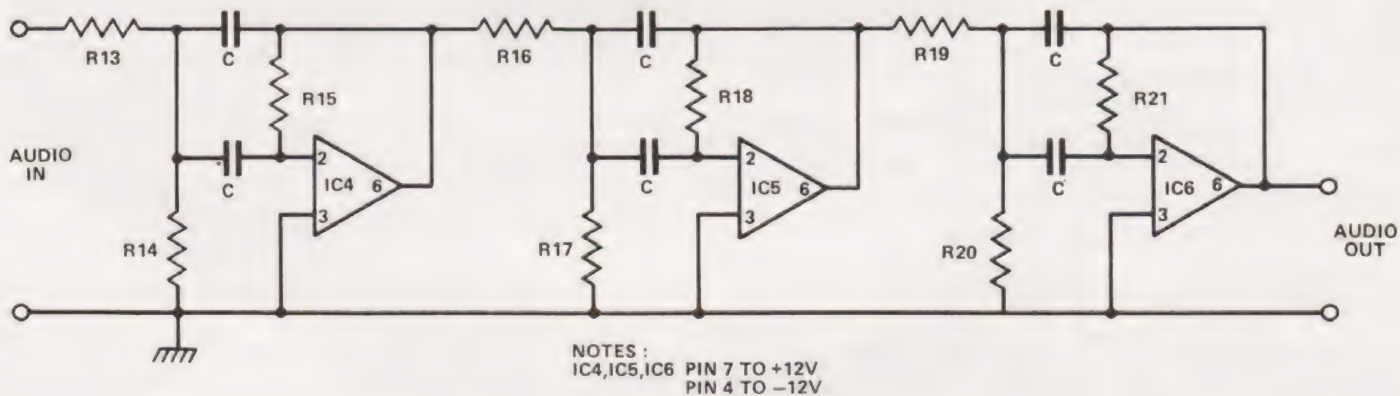 R13
C
R15
R16
C
R18
R19
C
R21
AUDIO
IN
C
2
IC4
6
3
R14
C
2
IC5
6
3
R17
C
2
IC6
6
3
R20
AUDIO
OUT
NOTES :
IC4,IC5,IC6 PIN 7 TO +12V
PIN 4 TO −12V